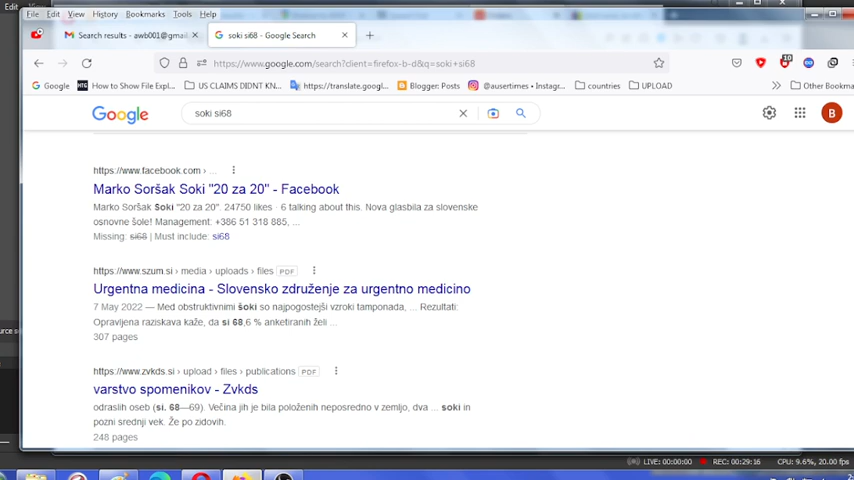 Edit View
File Edit View History Bookmarks Tools Help
Search results - awb001@gmai
soki si68 - Google Search
https://www.google.com/search?client=firefox-b-d&q=soki+si68
10
Google
HTG How to Show File Expl...
US CLAIMS DIDNT KN...
https://translate.googl...
Blogger: Posts
@ausertimes • Instag...
countries
UPLOAD
Other Bookma
Google
soki si68
B
https://www.facebook.com › ...
Marko Soršak Soki "20 za 20" - Facebook
Marko Soršak Soki "20 za 20". 24750 likes · 6 talking about this. Nova glasbila za slovenske
osnovne šole! Management: +386 51 318 885, ...
Missing: si68 | Must include: si68
https://www.szum.si › media › uploads › files PDF
Urgentna medicina - Slovensko združenje za urgentno medicino
7 May 2022 — Med obstruktivnimi šoki so najpogostejši vzroki tamponada, ... Rezultati:
Opravljena raziskava kaže, da si 68,6 % anketiranih želi ...
307 pages
https://www.zvkds.si › upload › files › publications PDF
varstvo spomenikov - Zvkds
odraslih oseb (si. 68—69). Večina jih je bila položenih neposredno v zemljo, dva ... soki in
pozni srednji vek. Že po zidovih.
248 pages
LIVE: 00:00:00
REC: 00:29:16
CPU: 9.6%, 20.00 fps